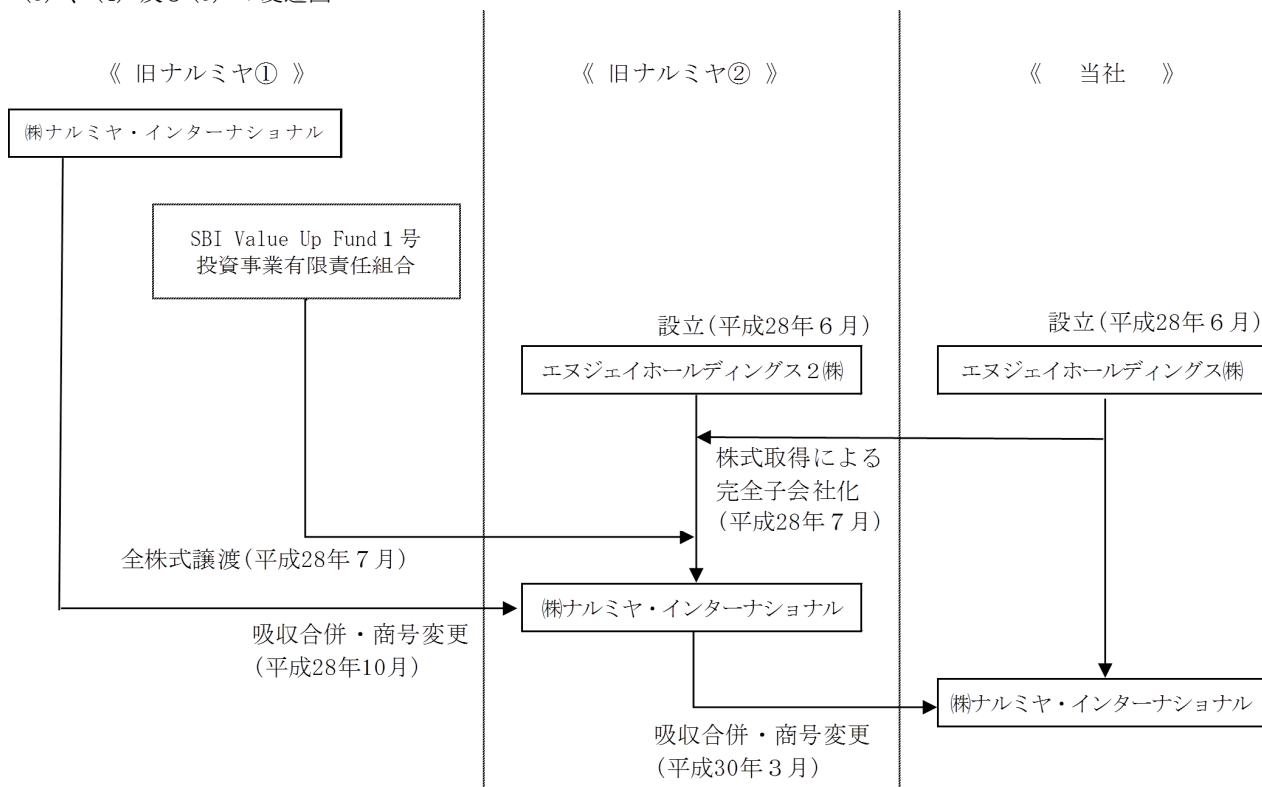 《 旧ナルミヤ① 》
《 旧ナルミヤ② 》
《 当社 》
㈱ナルミヤ・インターナショナル
SBI Value Up Fund１号
投資事業有限責任組合
設立(平成28年６月)
設立(平成28年６月)
エヌジェイホールディングス２㈱
エヌジェイホールディングス㈱
株式取得による
完全子会社化
(平成28年７月)
全株式譲渡(平成28年７月)
㈱ナルミヤ・インターナショナル
吸収合併・商号変更
(平成28年10月)
㈱ナルミヤ・インターナショナル
吸収合併・商号変更
(平成30年３月)